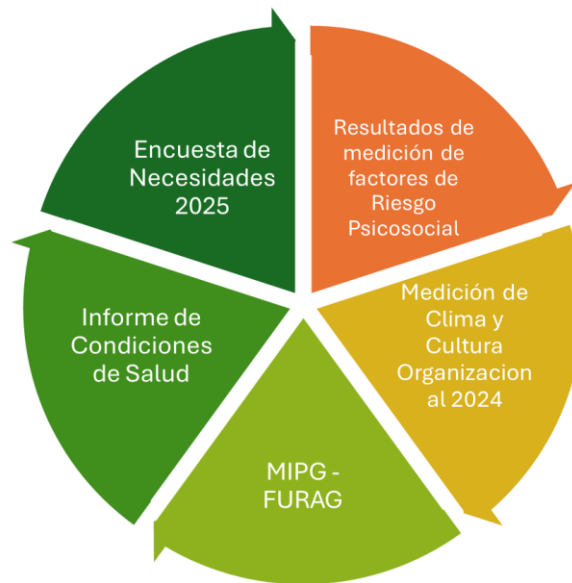 Encuesta de
Necesidades
2025
Resultados de
medición de
factores de
Riesgo
Psicosocial
Medición de
Clima y
Cultura
Organizacion
al 2024
MIPG -
FURAG
Informe de
Condiciones
de Salud